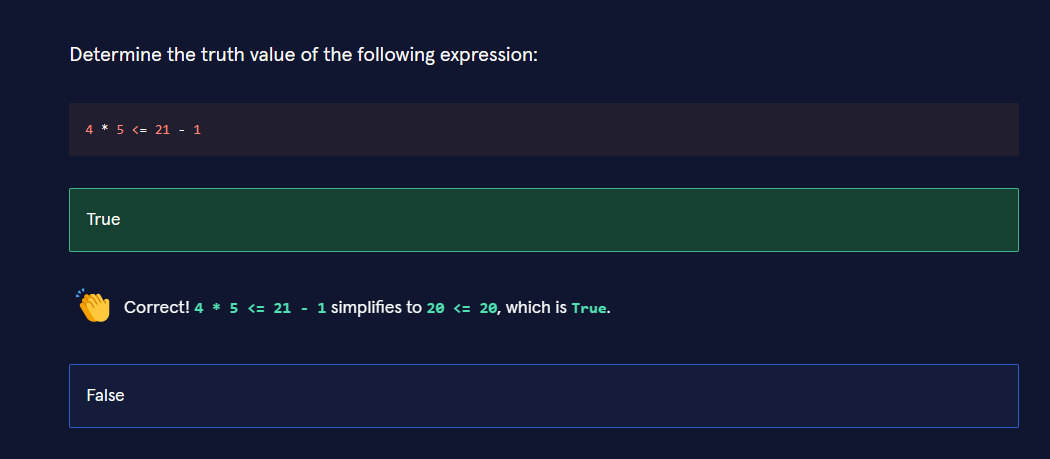 Determine the truth value of the following expression:
4 * 5 <= 21 - 1
True
Correct! 4 * 5 <= 21 - 1 simplifies to 20 <= 20, which is True.
False